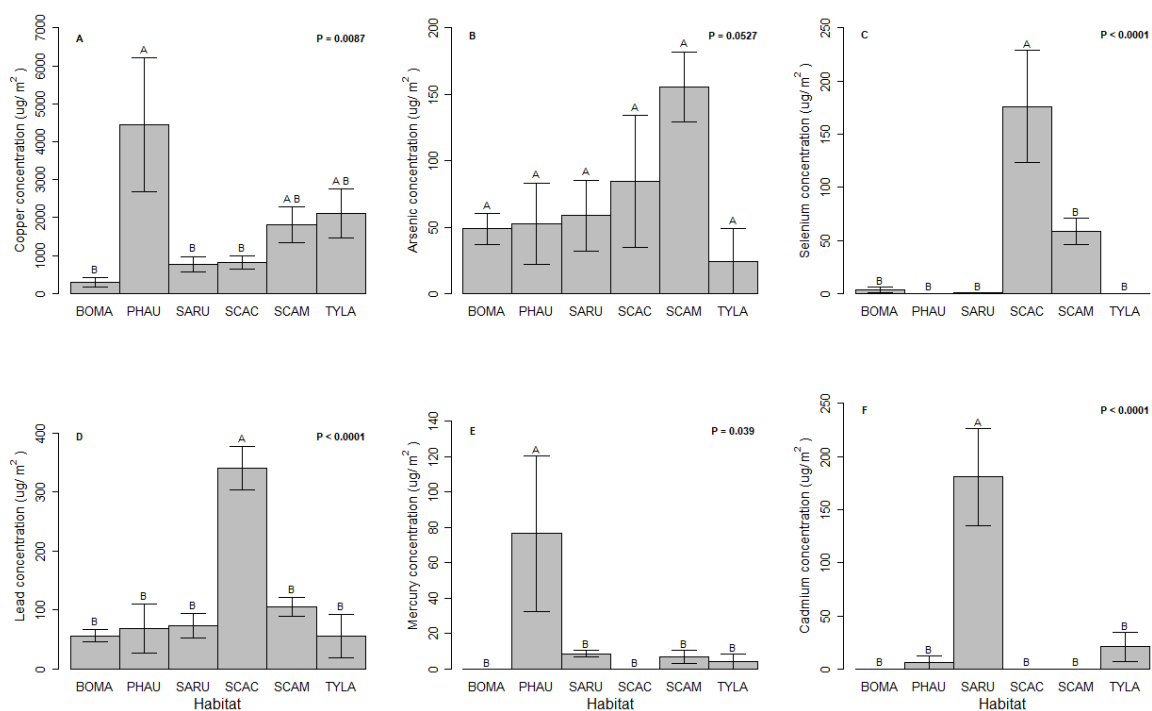 A
P = 0.0087
Copper concentration (ug/ m²)
7000
6000
5000
4000
3000
2000
1000
0
B
A
B
B
A B
A B
BOMA PHAU SARU SCAC SCAM TYLA
B
P = 0.0527
Arsenic concentration (ug/ m²)
200
150
100
50
0
A
A
A
A
A
A
BOMA PHAU SARU SCAC SCAM TYLA
C
P < 0.0001
Selenium concentration (ug/ m²)
250
200
150
100
50
0
B
B
B
A
B
B
BOMA PHAU SARU SCAC SCAM TYLA
D
P < 0.0001
Lead concentration (ug/ m²)
400
300
200
100
0
B
B
B
A
B
B
BOMA PHAU SARU SCAC SCAM TYLA
Habitat
E
P = 0.039
Mercury concentration (ug/ m²)
140
120
100
80
60
40
20
0
B
A
B
B
B
B
BOMA PHAU SARU SCAC SCAM TYLA
Habitat
F
P < 0.0001
Cadmium concentration (ug/ m²)
250
200
150
100
50
0
B
B
A
B
B
B
BOMA PHAU SARU SCAC SCAM TYLA
Habitat